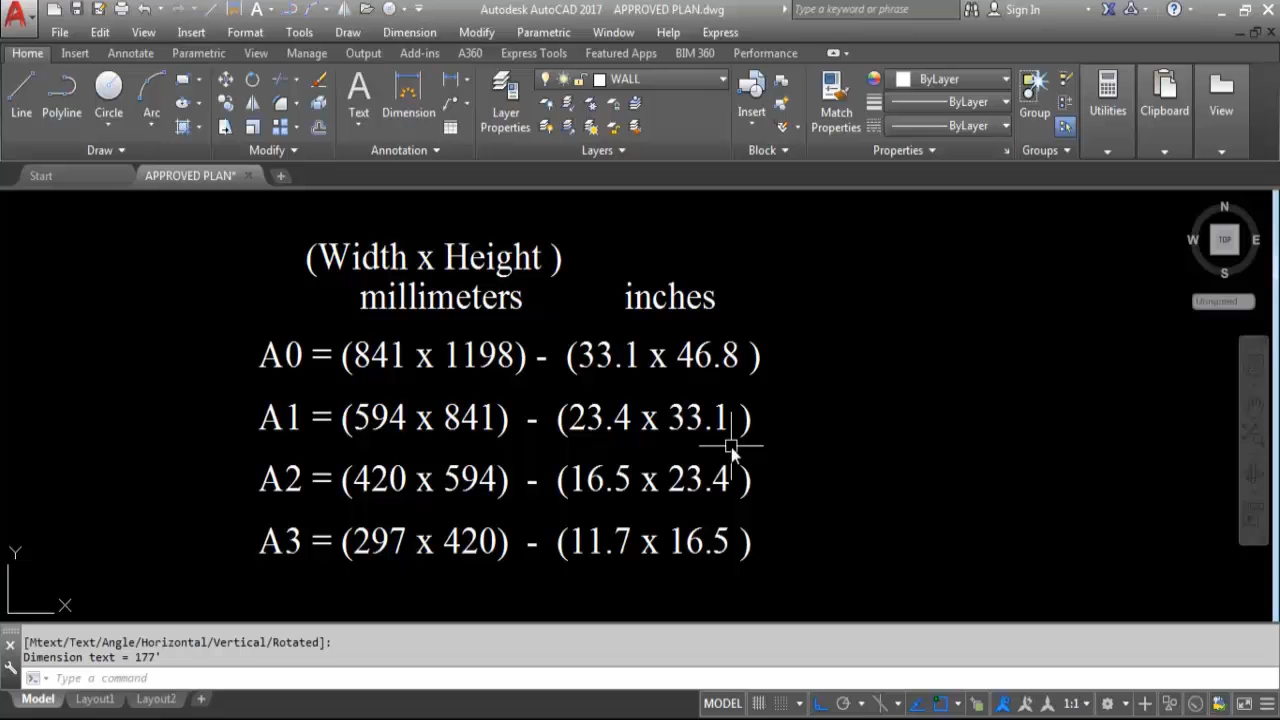 Autodesk AutoCAD 2017 APPROVED PLAN.dwg
Type a keyword or phrase
Sign In
File Edit View Insert Format Tools Draw Dimension Modify Parametric Window Help Express
Home Insert Annotate Parametric View Manage Output Add-ins A360 Express Tools Featured Apps BIM 360 Performance
WALL
ByLayer
ByLayer
ByLayer
Line Polyline Circle Arc Text Dimension Layer Properties Insert Match Properties Group Utilities Clipboard View
Draw Modify Annotation Layers Block Properties Groups
Start APPROVED PLAN*
N
W TOP E
S
Unnamed
(Width x Height )
millimeters inches
A0 = (841 x 1198) - (33.1 x 46.8 )
A1 = (594 x 841) - (23.4 x 33.1 )
A2 = (420 x 594) - (16.5 x 23.4 )
A3 = (297 x 420) - (11.7 x 16.5 )
Y
X
[Mtext/Text/Angle/Horizontal/Vertical/Rotated]:
Dimension text = 177'
Type a command
Model Layout1 Layout2 +
MODEL 1:1